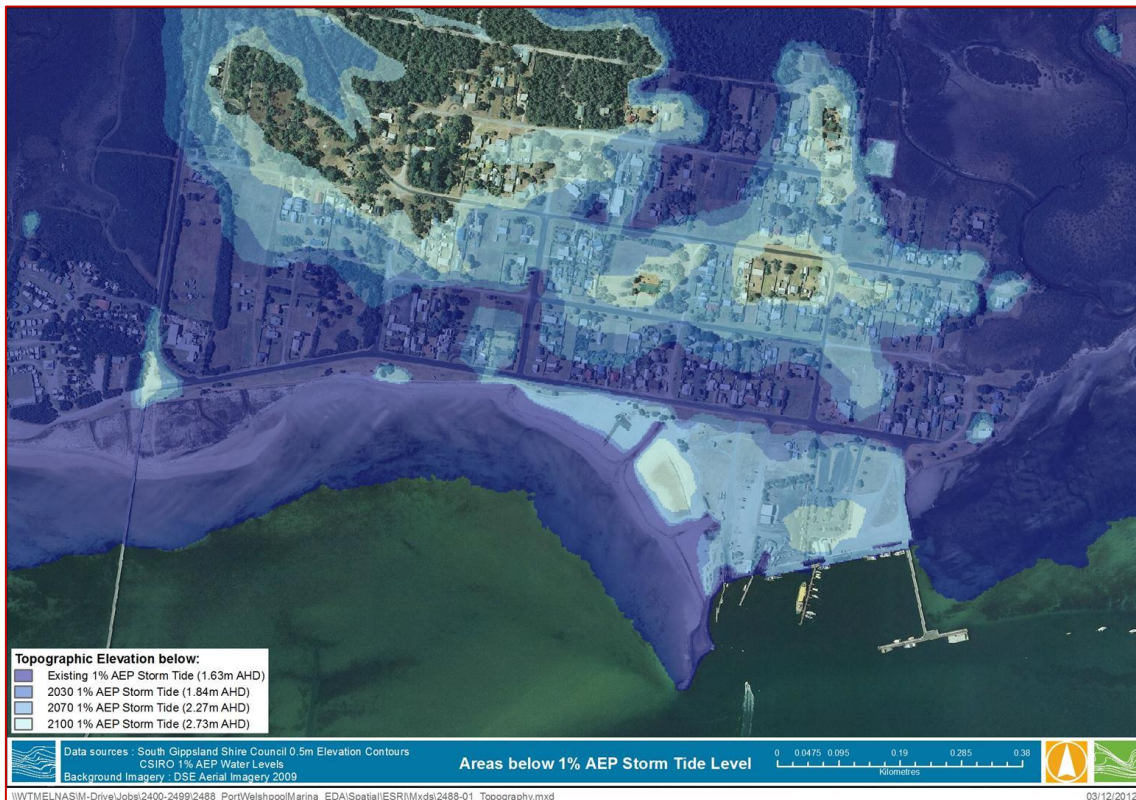 Topographic Elevation below:
Existing 1% AEP Storm Tide (1.63m AHD)
2030 1% AEP Storm Tide (1.84m AHD)
2070 1% AEP Storm Tide (2.27m AHD)
2100 1% AEP Storm Tide (2.73m AHD)
Data sources : South Gippsland Shire Council 0.5m Elevation Contours
CSIRO 1% AEP Water Levels
Background Imagery : DSE Aerial Imagery 2009
Areas below 1% AEP Storm Tide Level
0 0.0475 0.095 0.19 0.285 0.38
Kilometres
\\WTMELNAS\M-Drive\Jobs\2400-2499\2488_PortWelshpoolMarina_EDA\Spatial\ESRI\Mxds\2488-01_Topography.mxd
03/12/2012